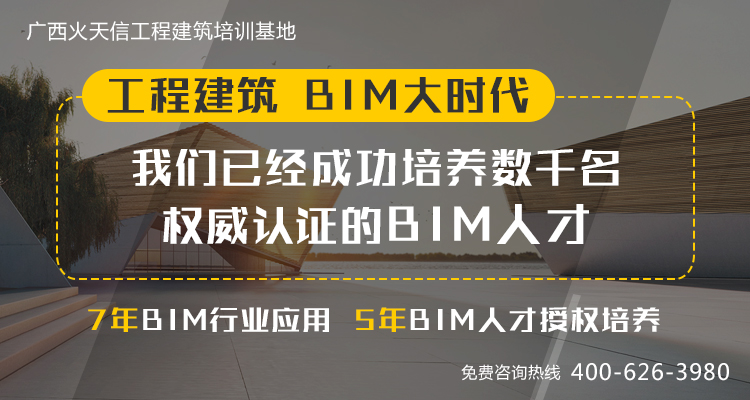 广西火天信工程建筑培训基地
工程建筑 BIM大时代
我们已经成功培养数千名
权威认证的BIM人才
7年BIM行业应用 5年BIM人才授权培养
免费咨询热线 400-626-3980